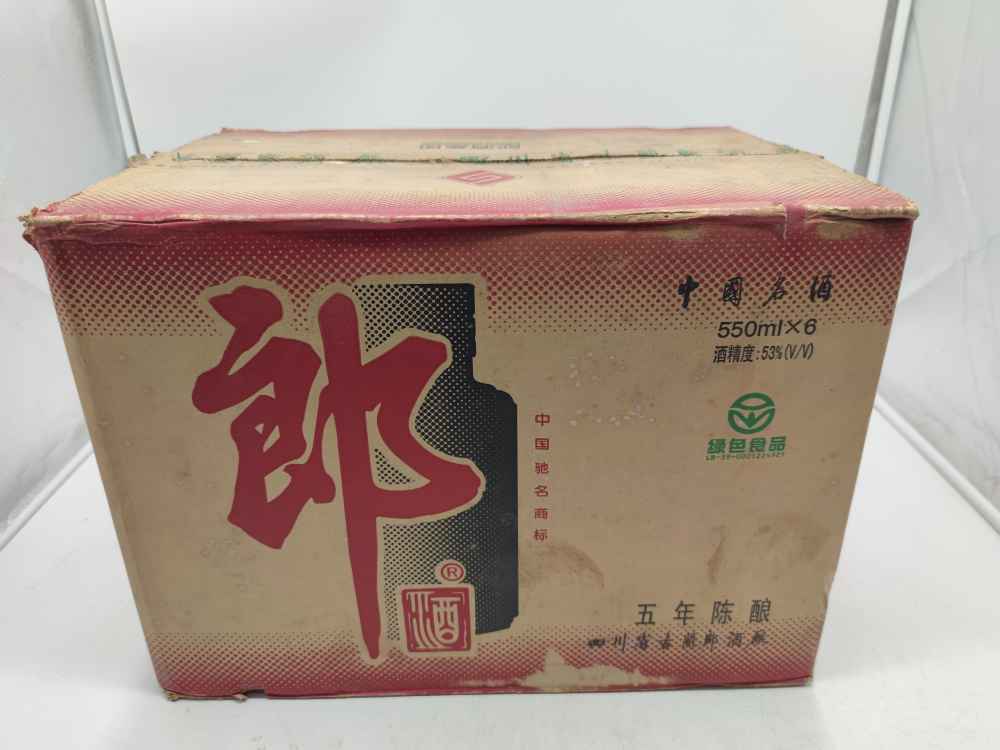 郎
酒
®
中国驰名商标
中國名酒
550ml×6
酒精度:53%(V/V)
绿色食品
五年陈酿
四川省古蔺郎酒厂